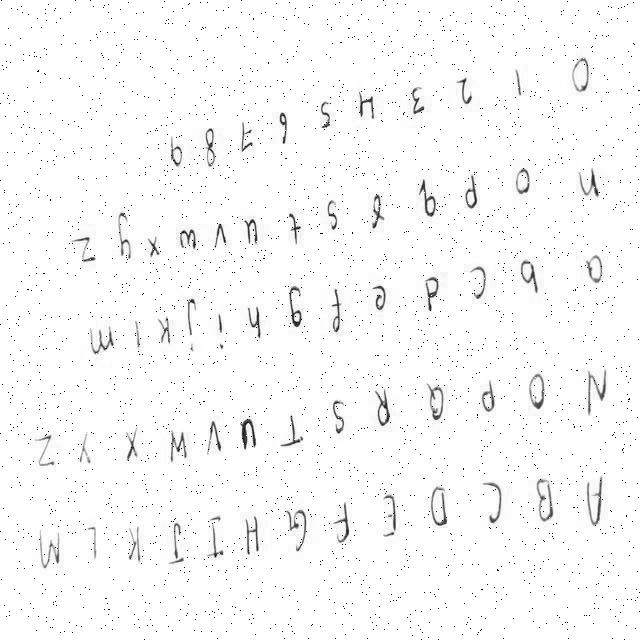 A B C D E F G H I J K L M
N O P Q R S T U V W X Y Z
a b c d e f g h i j k l m
n o p q r s t u v w x y z
0 1 2 3 4 5 6 7 8 9